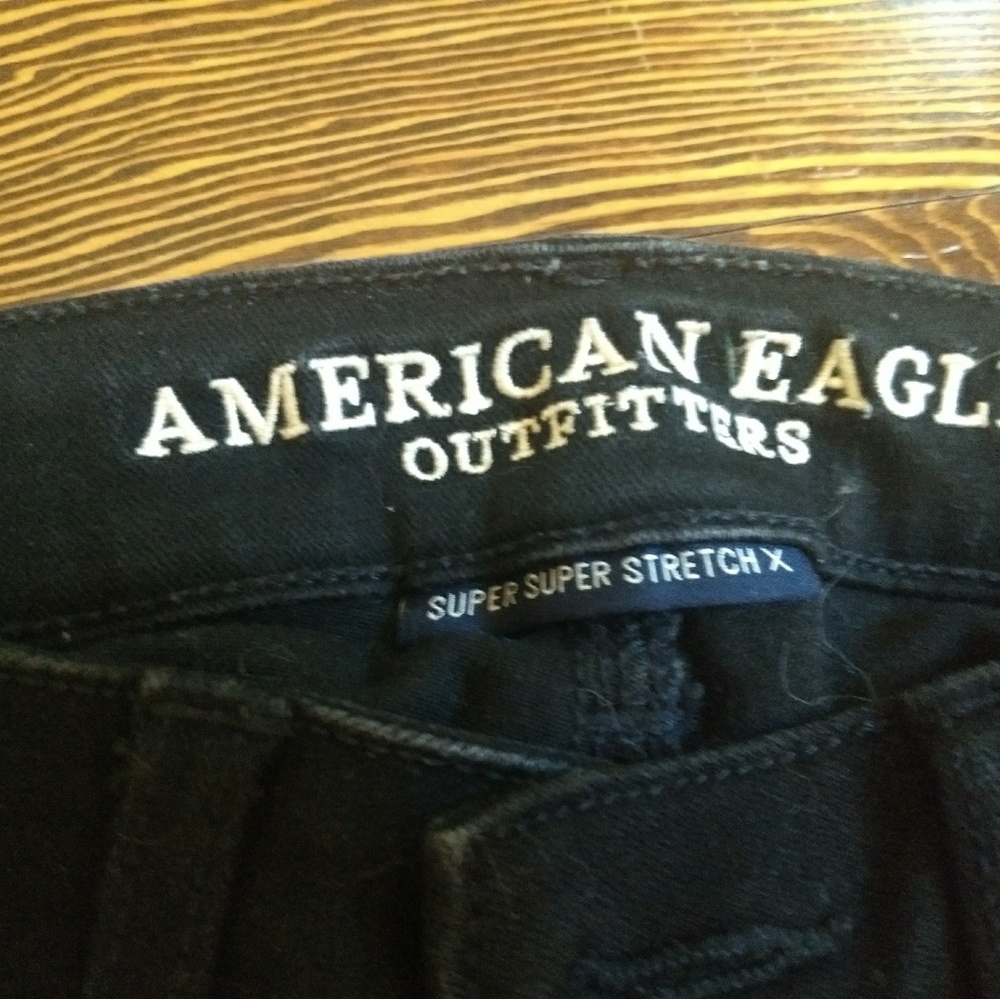 AMERICAN EAGL
OUTFITTERS
SUPER SUPER STRETCH X